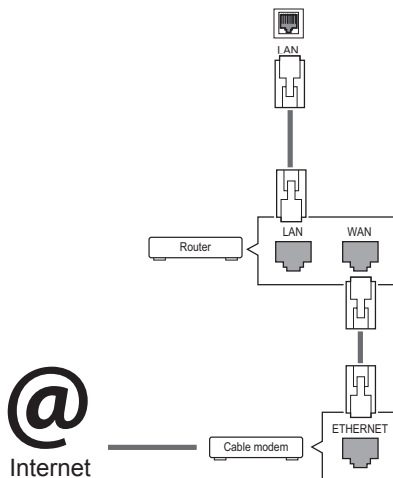 LAN
LAN WAN
Router
ETHERNET
Cable modem
@
Internet